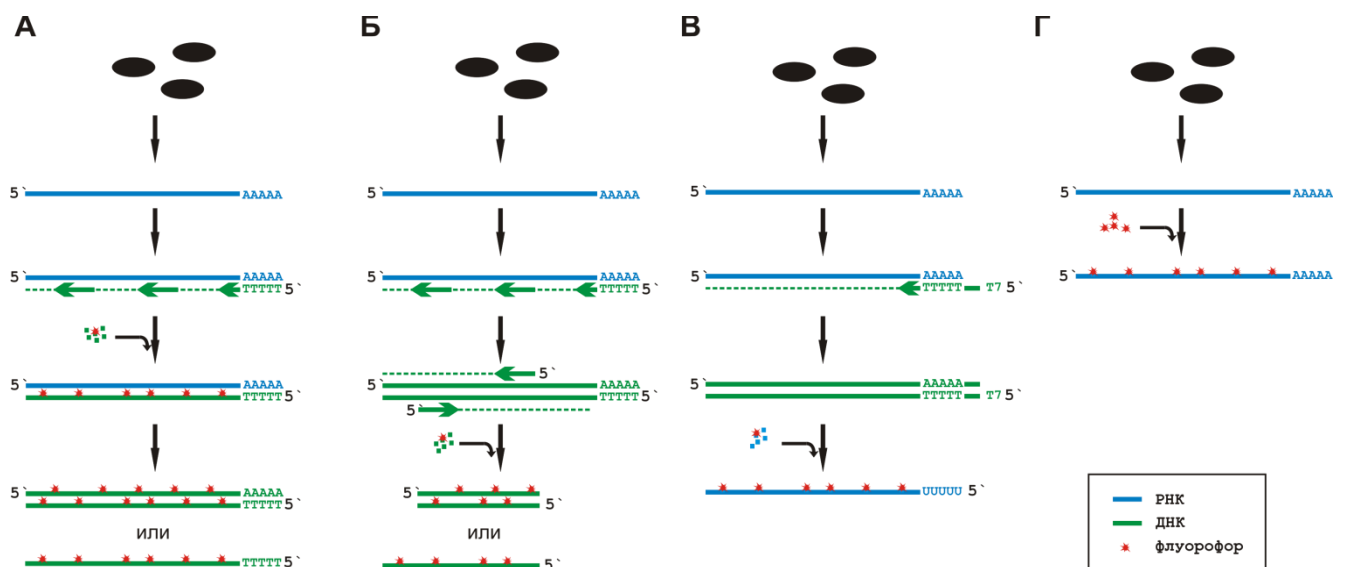 А
5` AAAAA
5` AAAAA
TTTTT 5`
5` AAAAA
TTTTT 5`
5` AAAAA
TTTTT 5`
или
TTTTT 5`
Б
5` AAAAA
5` AAAAA
TTTTT 5`
5`
5` AAAAA
TTTTT 5`
5`
5` 5`
или
5`
В
5` AAAAA
5` AAAAA
TTTTT T7 5`
5` AAAAA
TTTTT T7
UUUUU 5`
Г
5` AAAAA
5` AAAAA
РНК
ДНК
флуорофор